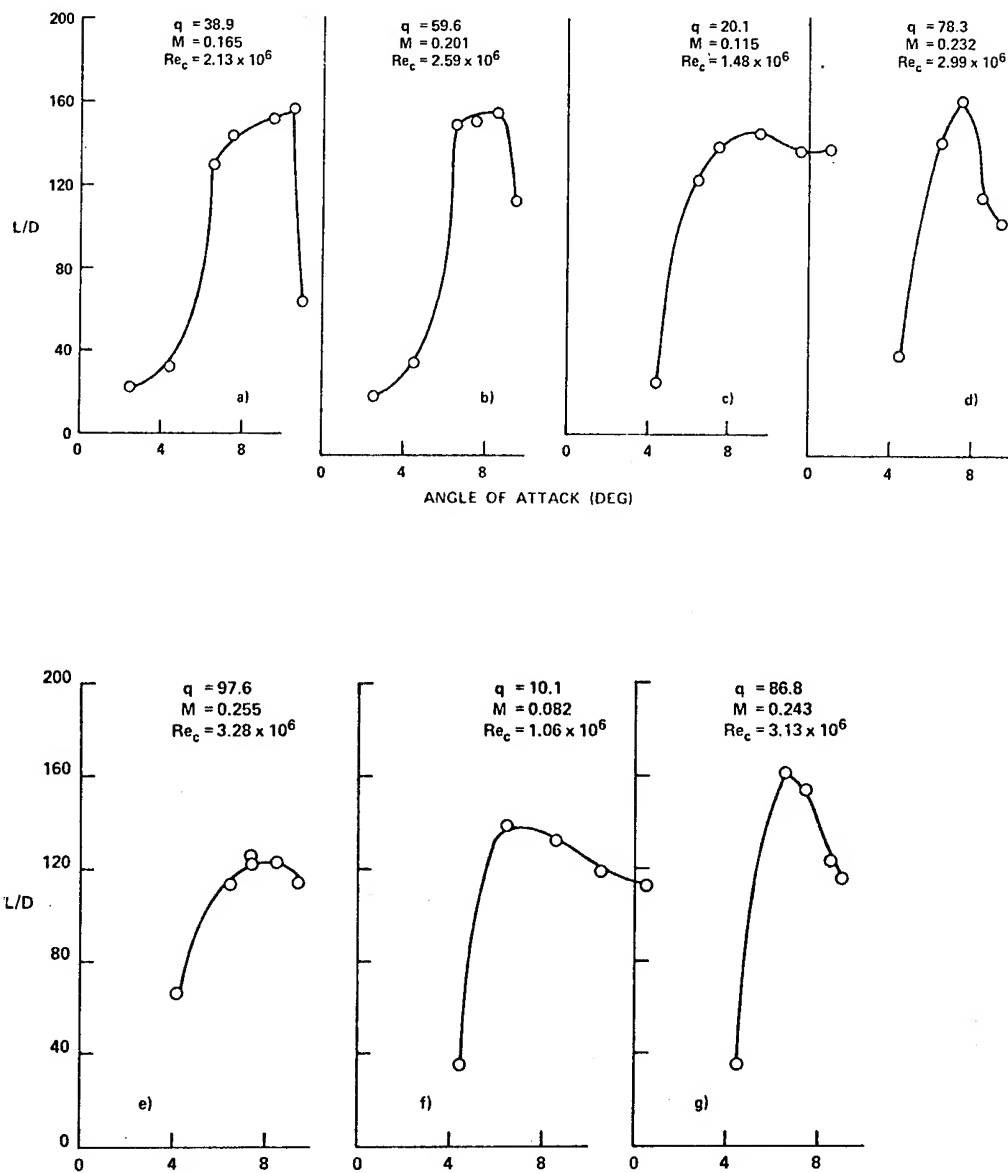 200
160
120
80
40
0
L/D
q = 38.9
M = 0.165
Re_c = 2.13 x 10^6
a)
0 4 8
q = 59.6
M = 0.201
Re_c = 2.59 x 10^6
b)
0 4 8
q = 20.1
M = 0.115
Re_c = 1.48 x 10^6
c)
0 4 8
q = 78.3
M = 0.232
Re_c = 2.99 x 10^6
d)
0 4 8
ANGLE OF ATTACK (DEG)
200
160
120
80
40
0
L/D
q = 97.6
M = 0.255
Re_c = 3.28 x 10^6
e)
0 4 8
q = 10.1
M = 0.082
Re_c = 1.06 x 10^6
f)
0 4 8
q = 86.8
M = 0.243
Re_c = 3.13 x 10^6
g)
0 4 8